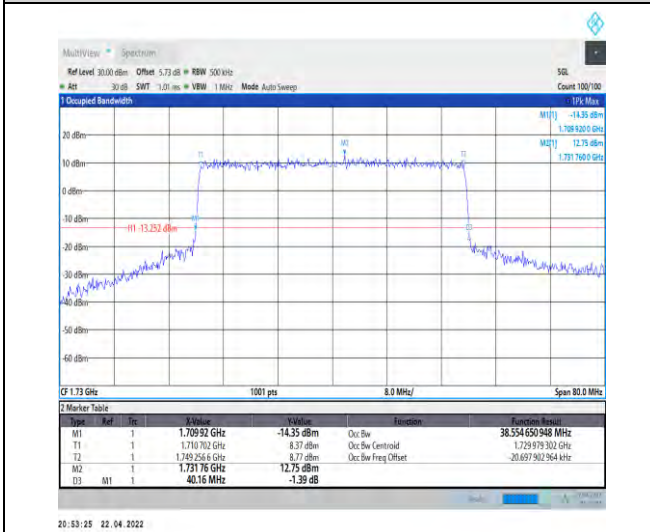 MultiView Spectrum
Ref Level 30.00 dBm Offset 5.73 dB RBW 500 kHz SGL
Att 30 dB SWT 1.01 ms VBW 1 MHz Mode Auto Sweep Count 100/100
1 Occupied Bandwidth 1Pk Max
M1[1] -14.35 dBm
1.709 920 0 GHz
20 dBm M2[1] 12.75 dBm
1.731 760 0 GHz
M2
T1 T2
10 dBm
0 dBm
-10 dBm
M1
H1 -13.252 dBm
-20 dBm
-30 dBm
-40 dBm
-50 dBm
-60 dBm
CF 1.73 GHz 1001 pts 8.0 MHz/ Span 80.0 MHz
2 Marker Table
Type Ref Trc X-Value Y-Value Function Function Result
M1 1 1.709 92 GHz -14.35 dBm Occ Bw 38.554 650 948 MHz
T1 1 1.710 702 GHz 8.37 dBm Occ Bw Centroid 1.729 979 302 GHz
T2 1 1.749 256 6 GHz 8.77 dBm Occ Bw Freq Offset -20.697 902 964 kHz
M2 1 1.731 76 GHz 12.75 dBm
D3 M1 1 40.16 MHz -1.39 dB
20:53:25 22.04.2022